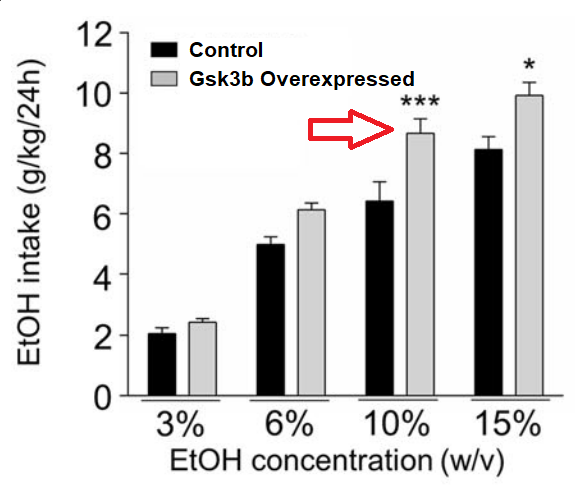 12
Control
Gsk3b Overexpressed
10
***
*
8
6
4
2
0
EtOH intake (g/kg/24h)
3% 6% 10% 15%
EtOH concentration (w/v)